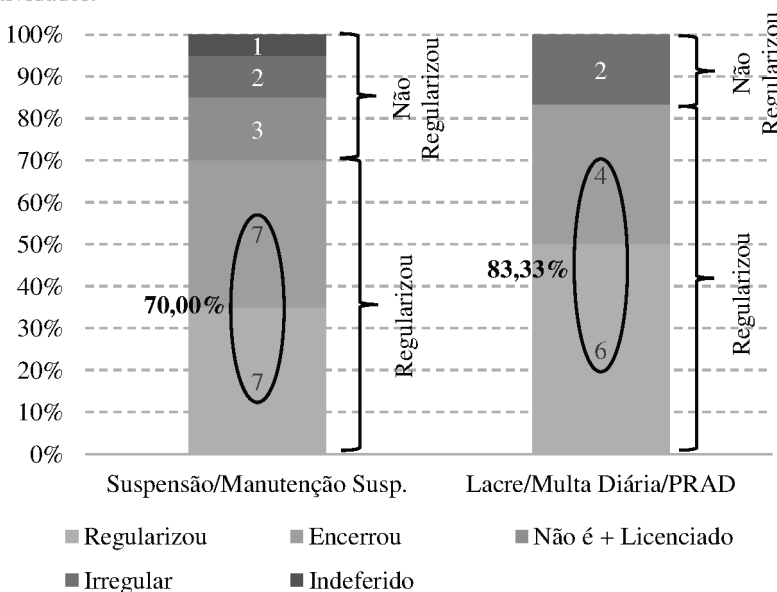 100%
90%
80%
70%
60%
50%
40%
30%
20%
10%
0%
1
2
3
7
7
70,00%
Não
Regularizou
Regularizou
2
4
6
83,33%
Não
Regularizou
Regularizou
Suspensão/Manutenção Susp.
Lacre/Multa Diária/PRAD
Regularizou
Encerrou
Não é + Licenciado
Irregular
Indeferido